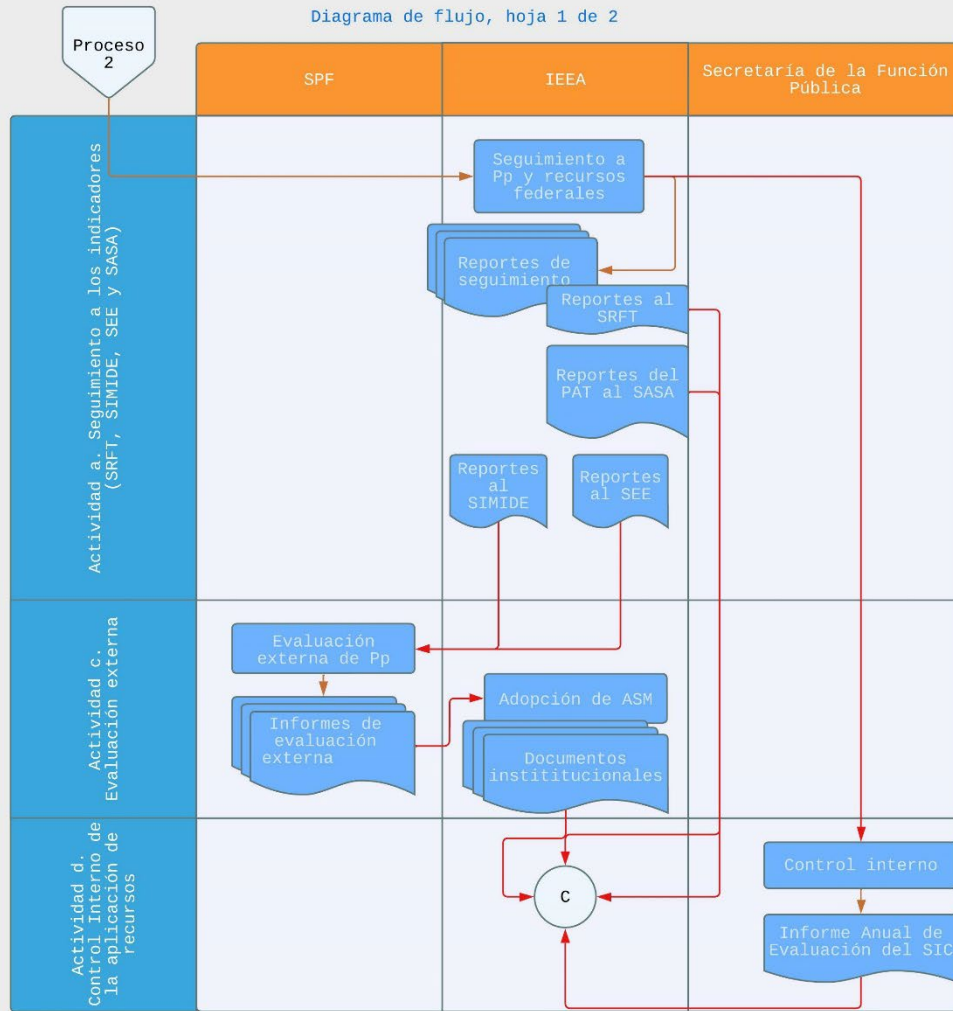 Diagrama de flujo, hoja 1 de 2
Proceso
2
SPF
IEEA
Secretaría de la Función
Pública
Actividad a. Seguimiento a los indicadores
(SRFT, SIMIDE, SEE y SASA)
Seguimiento a
Pp y recursos
federales
Reportes de
seguimiento
Reportes al
SRFT
Reportes del
PAT al SASA
Reportes
al
SIMIDE
Reportes
al SEE
Actividad c.
Evaluación externa
Evaluación
externa de Pp
Informes de
evaluación
externa
Adopción de ASM
Documentos
instititucionales
Actividad d.
Control Interno de
la aplicación de
recursos
C
Control interno
Informe Anual de
Evaluación del SIC